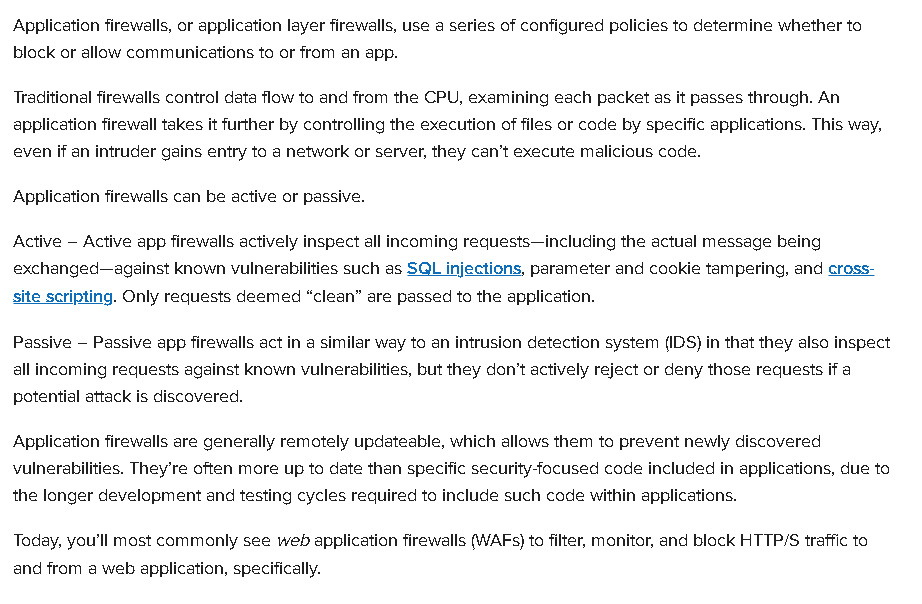 Application firewalls, or application layer firewalls, use a series of configured policies to determine whether to
block or allow communications to or from an app.
Traditional firewalls control data flow to and from the CPU, examining each packet as it passes through. An
application firewall takes it further by controlling the execution of files or code by specific applications. This way,
even if an intruder gains entry to a network or server, they can’t execute malicious code.
Application firewalls can be active or passive.
Active – Active app firewalls actively inspect all incoming requests—including the actual message being
exchanged—against known vulnerabilities such as SQL injections, parameter and cookie tampering, and cross-
site scripting. Only requests deemed “clean” are passed to the application.
Passive – Passive app firewalls act in a similar way to an intrusion detection system (IDS) in that they also inspect
all incoming requests against known vulnerabilities, but they don’t actively reject or deny those requests if a
potential attack is discovered.
Application firewalls are generally remotely updateable, which allows them to prevent newly discovered
vulnerabilities. They’re often more up to date than specific security-focused code included in applications, due to
the longer development and testing cycles required to include such code within applications.
Today, you’ll most commonly see web application firewalls (WAFs) to filter, monitor, and block HTTP/S traffic to
and from a web application, specifically.